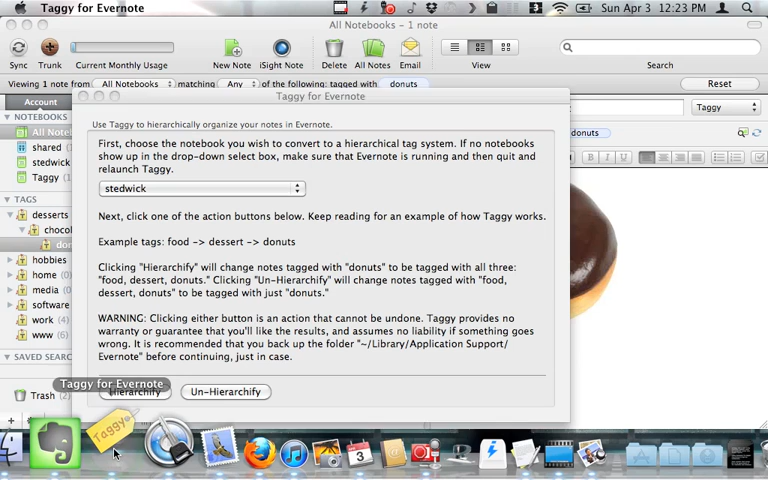 Taggy for Evernote
Sun Apr 3 12:23 PM
All Notebooks – 1 note
Sync
Trunk
Current Monthly Usage
New Note
iSight Note
Delete
All Notes
Email
View
Search
Viewing 1 note from All Notebooks matching Any of the following: tagged with donuts
Reset
Account
Taggy for Evernote
Taggy
NOTEBOOKS
All Note
shared
stedwick
Taggy
TAGS
desserts
choco
don
hobbies
home (0)
media
software
work (4)
www
SAVED SEARC
Trash
donuts
B I U
Use Taggy to hierarchically organize your notes in Evernote.
First, choose the notebook you wish to convert to a hierarchical tag system. If no notebooks
show up in the drop-down select box, make sure that Evernote is running and then quit and
relaunch Taggy.
stedwick
Next, click one of the action buttons below. Keep reading for an example of how Taggy works.
Example tags: food -> dessert -> donuts
Clicking "Hierarchify" will change notes tagged with "donuts" to be tagged with all three:
"food, dessert, donuts." Clicking "Un-Hierarchify" will change notes tagged with "food,
dessert, donuts" to be tagged with just "donuts."
WARNING: Clicking either button is an action that cannot be undone. Taggy provides no
warranty or guarantee that you'll like the results, and assumes no liability if something goes
wrong. It is recommended that you back up the folder "~/Library/Application Support/
Evernote" before continuing, just in case.
Taggy for Evernote
Hierarchify
Un-Hierarchify
Taggy
3